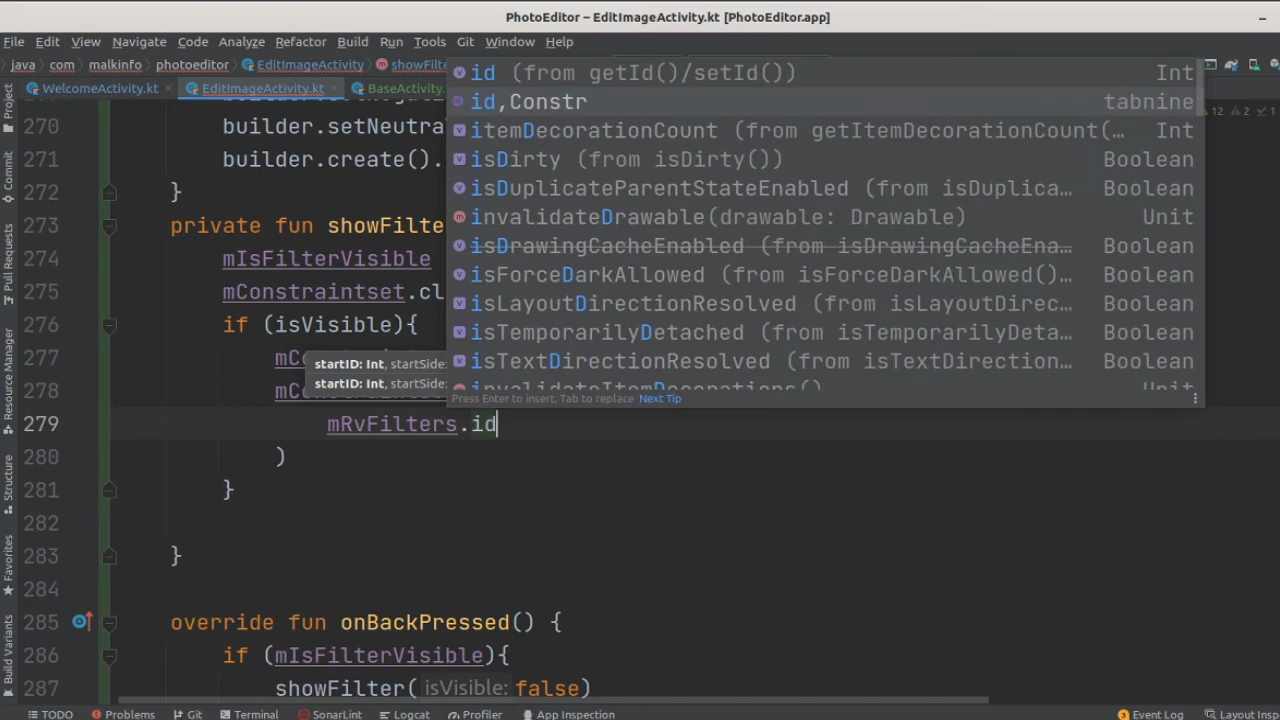 PhotoEditor – EditImageActivity.kt [PhotoEditor.app]
File Edit View Navigate Code Analyze Refactor Build Run Tools Git Window Help
java com malkinfo photoeditor EditImageActivity showFilte
WelcomeActivity.kt EditImageActivity.kt BaseActivity.
id (from getId()/setId()) Int
id,Constr tabnine
itemDecorationCount (from getItemDecorationCount(… Int
isDirty (from isDirty()) Boolean
isDuplicateParentStateEnabled (from isDuplica… Boolean
invalidateDrawable(drawable: Drawable) Unit
isDrawingCacheEnabled (from isDrawingCacheEna… Boolean
isForceDarkAllowed (from isForceDarkAllowed()… Boolean
isLayoutDirectionResolved (from isLayoutDirec… Boolean
isTemporarilyDetached (from isTemporarilyDeta… Boolean
isTextDirectionResolved (from isTextDirection… Boolean
invalidateItemDecorations() Unit
Press Enter to insert, Tab to replace Next Tip
12 2 1
270 builder.setNeutra
271 builder.create().
272 }
273 private fun showFilte
274 mIsFilterVisible
275 mConstraintset.cl
276 if (isVisible){
277 mC
startID: Int, startSide:
278 mC
startID: Int, startSide:
279 mRvFilters.id
280 )
281 }
282
283 }
284
285 override fun onBackPressed() {
286 if (mIsFilterVisible){
287 showFilter(isVisible: false)
Project
Commit
Pull Requests
Resource Manager
Structure
Favorites
Build Variants
TODO Problems Git Terminal SonarLint Logcat Profiler App Inspection Event Log Layout Insp